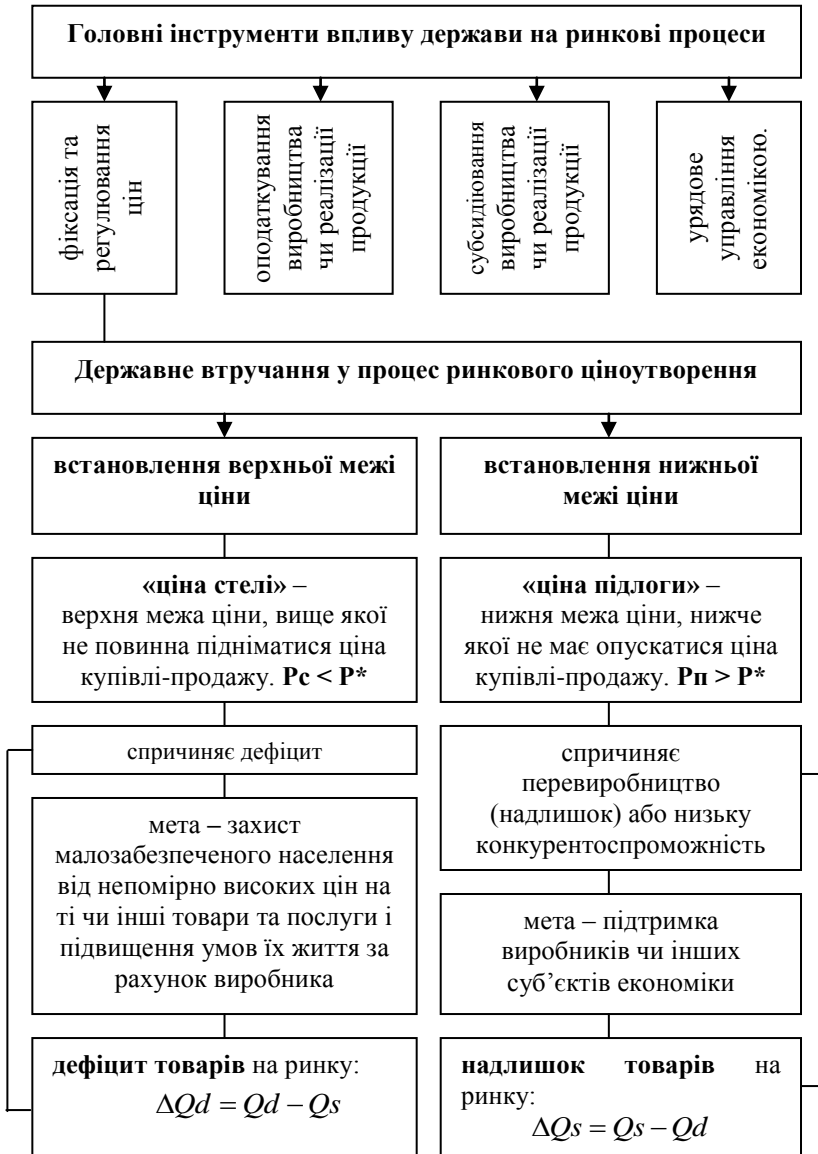 Головні інструменти впливу держави на ринкові процеси
фіксація та
регулювання
цін
оподаткування
виробництва
чи реалізації
продукції
субсидіювання
виробництва
чи реалізації
продукції
урядове
управління
економікою.
Державне втручання у процес ринкового ціноутворення
встановлення верхньої межі
ціни
встановлення нижньої
межі ціни
«ціна стелі» –
верхня межа ціни, вище якої
не повинна підніматися ціна
купівлі-продажу. Рс < Р*
«ціна підлоги» –
нижня межа ціни, нижче
якої не має опускатися ціна
купівлі-продажу. Рп > Р*
спричиняє дефіцит
спричиняє
перевиробництво
(надлишок) або низьку
конкурентоспроможність
мета – захист
малозабезпеченого населення
від непомірно високих цін на
ті чи інші товари та послуги і
підвищення умов їх життя за
рахунок виробника
мета – підтримка
виробників чи інших
суб’єктів економіки
дефіцит товарів на ринку:
ΔQd = Qd − Qs
надлишок товарів на
ринку:
ΔQs = Qs − Qd